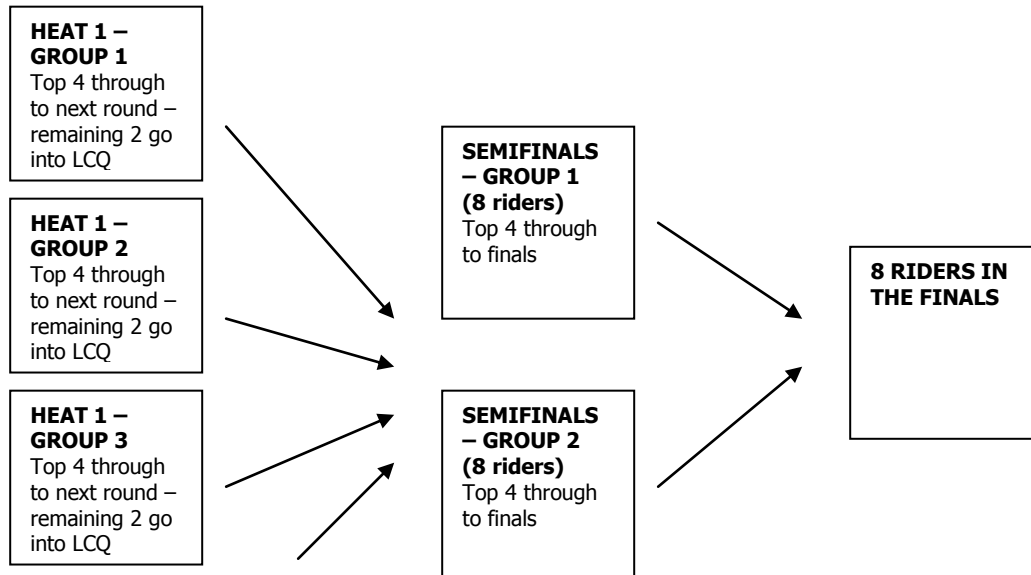 HEAT 1 –
GROUP 1
Top 4 through
to next round –
remaining 2 go
into LCQ
HEAT 1 –
GROUP 2
Top 4 through
to next round –
remaining 2 go
into LCQ
HEAT 1 –
GROUP 3
Top 4 through
to next round –
remaining 2 go
into LCQ
SEMIFINALS
– GROUP 1
(8 riders)
Top 4 through
to finals
SEMIFINALS
– GROUP 2
(8 riders)
Top 4 through
to finals
8 RIDERS IN
THE FINALS